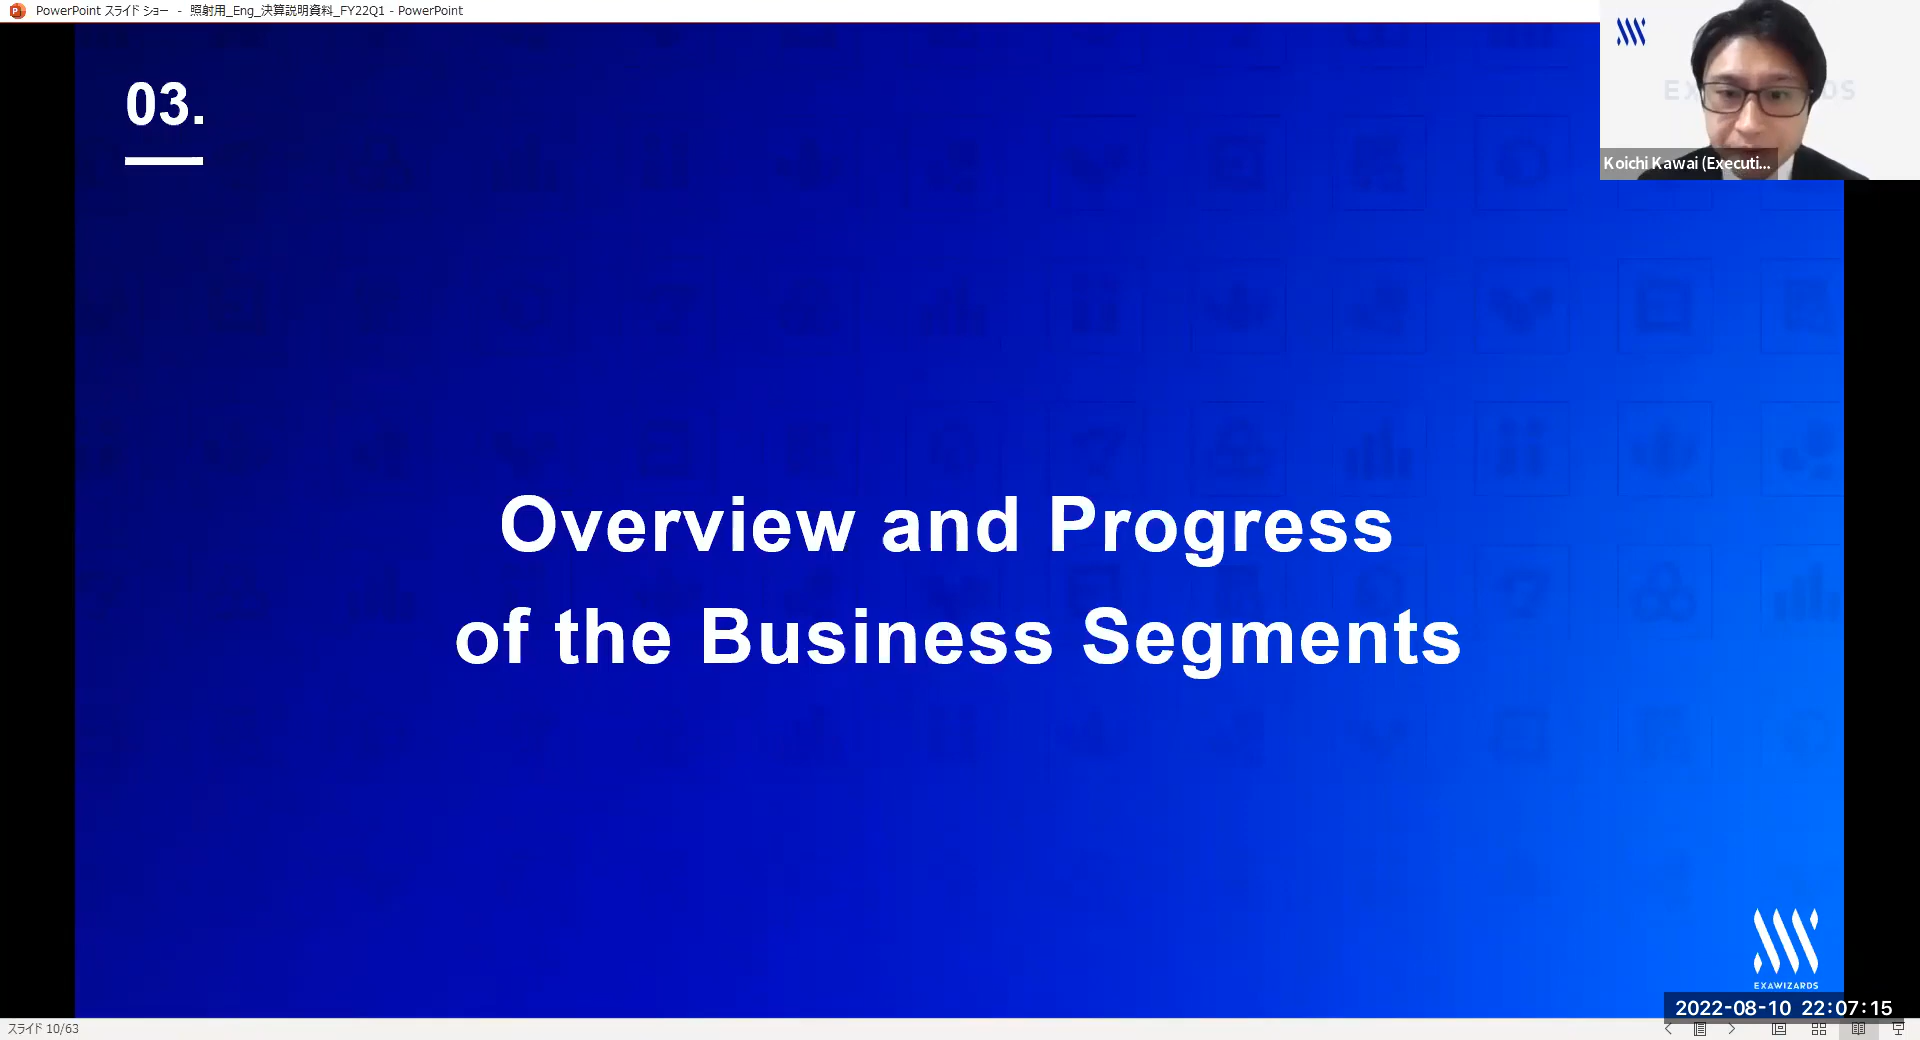 PowerPoint スライド ショー - 照射用_Eng_決算説明資料_FY22Q1 - PowerPoint
03.
Koichi Kawai (Executi...
Overview and Progress
of the Business Segments
EXAWIZARDS
2022-08-10 22:07:15
スライド 10/63